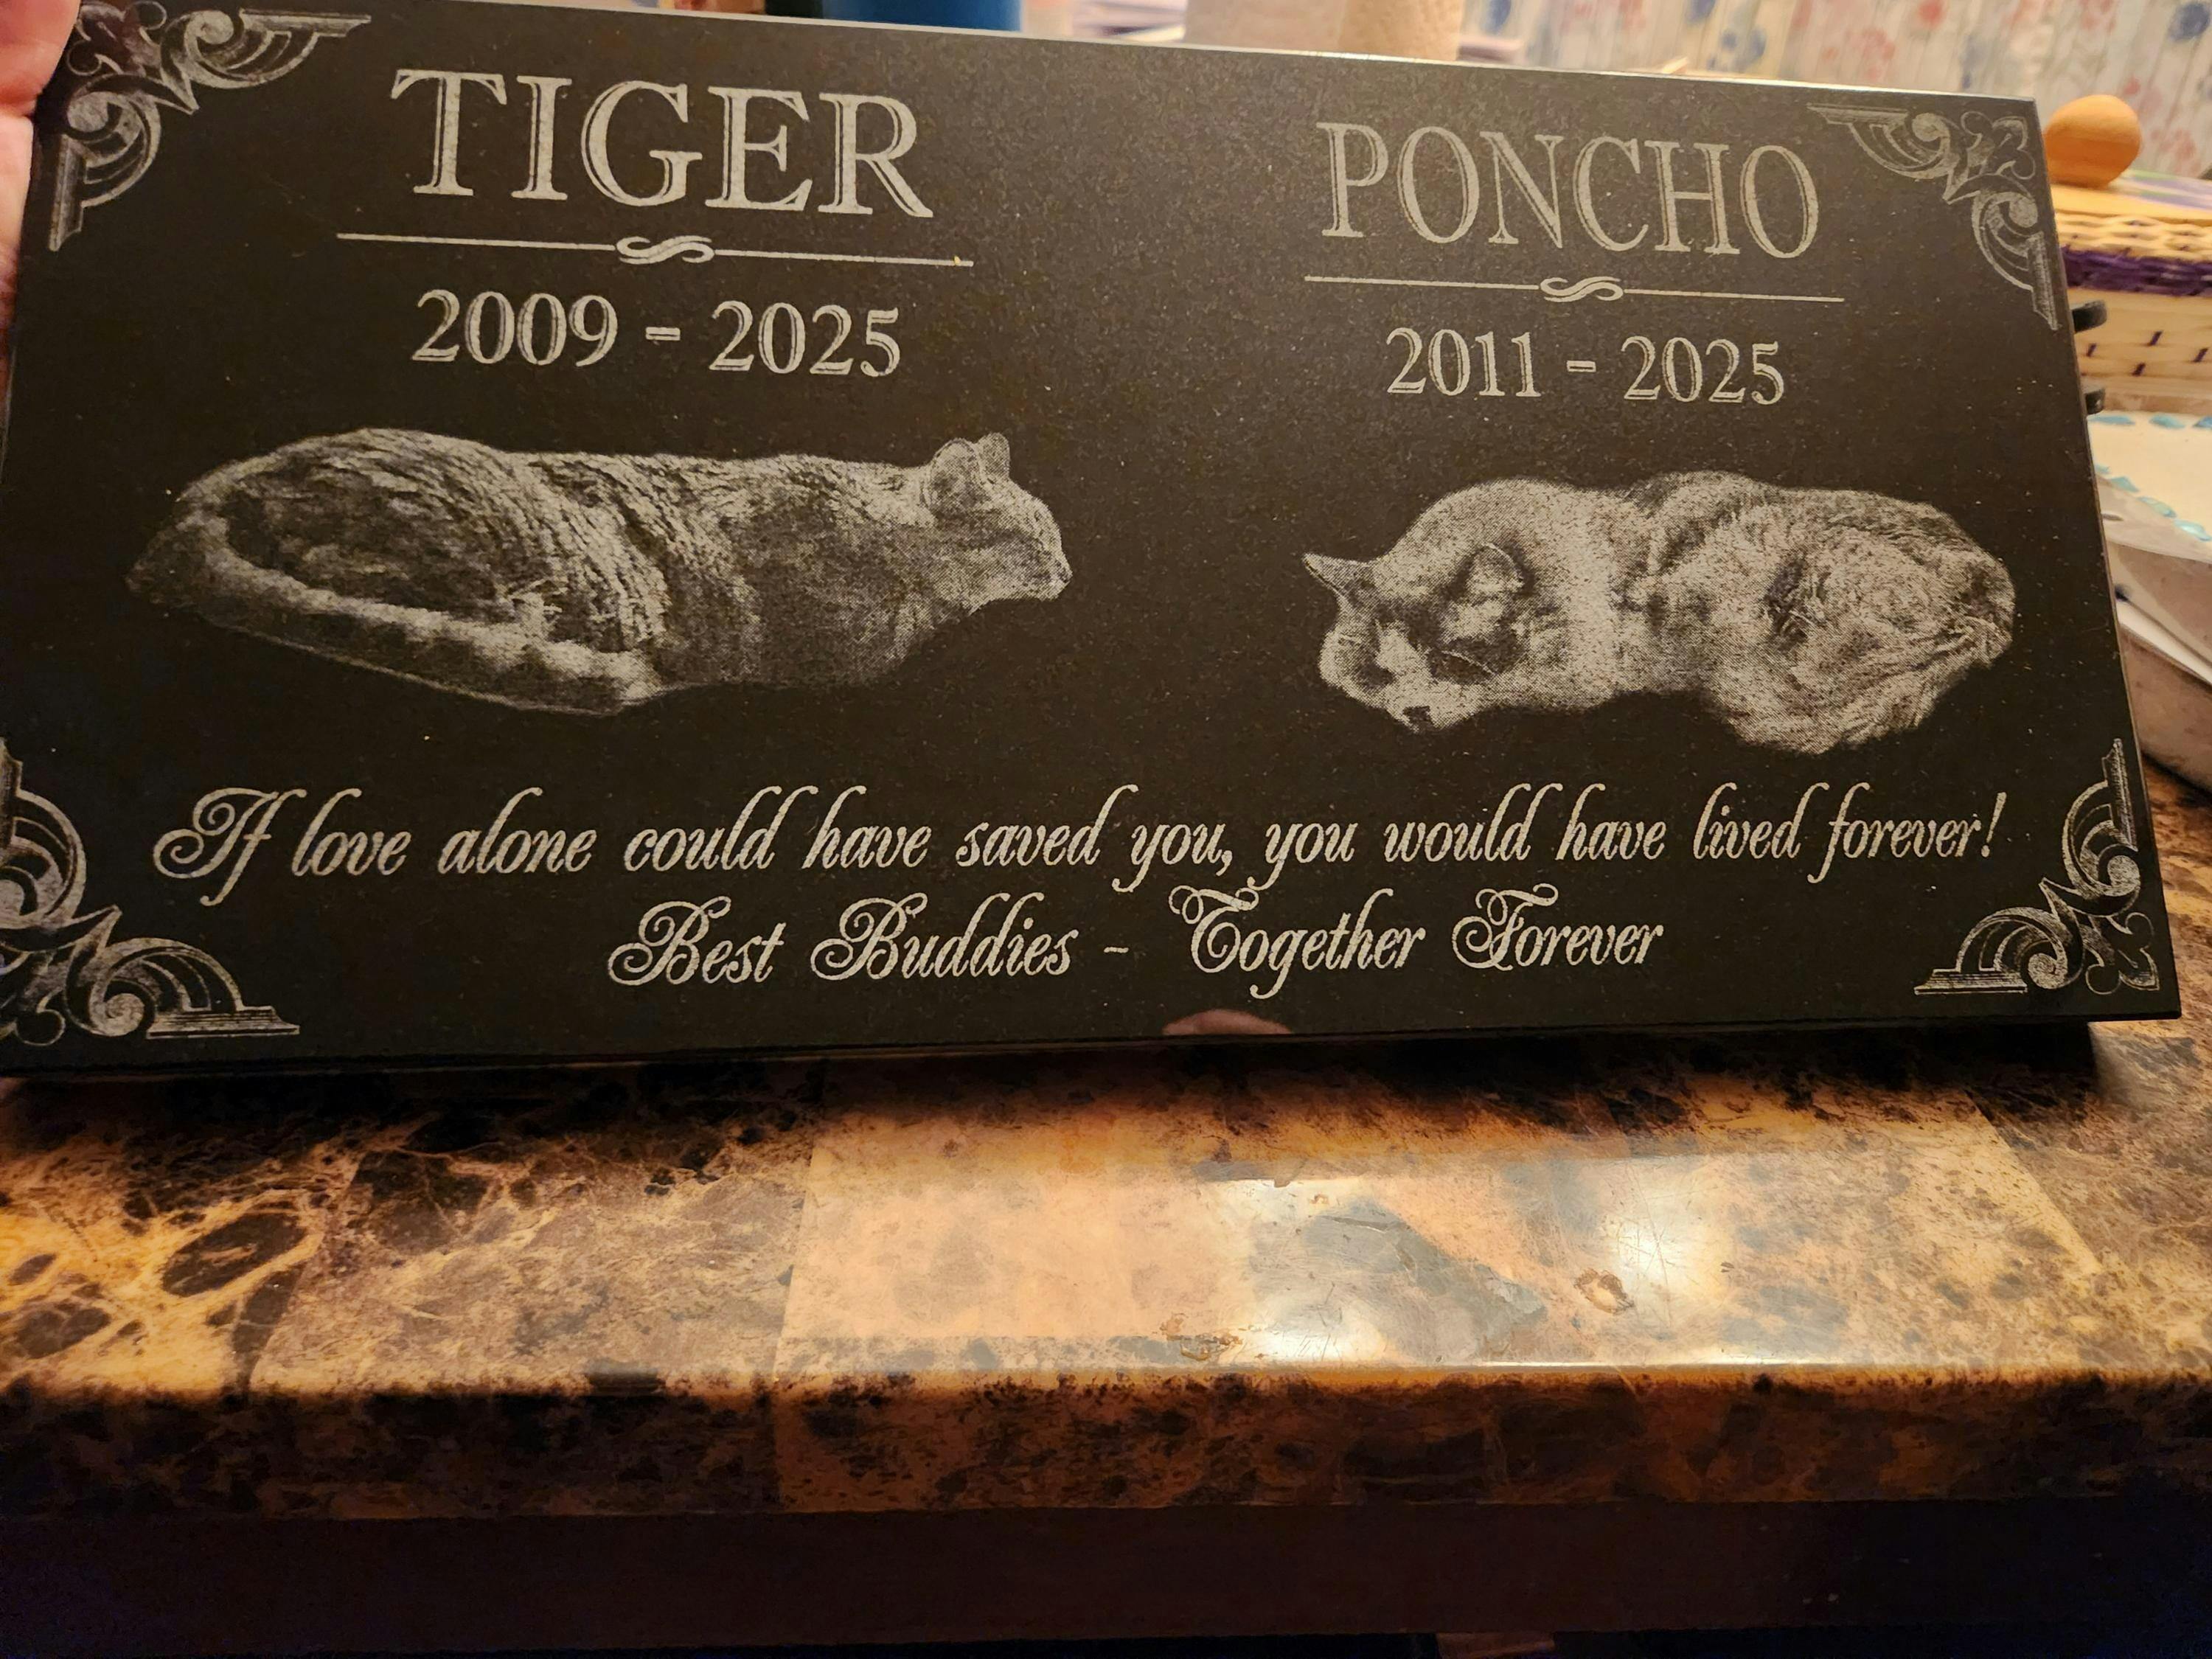 TIGER
2009 - 2025
PONCHO
2011 - 2025
If love alone could have saved you, you would have lived forever!
Best Buddies - Together Forever